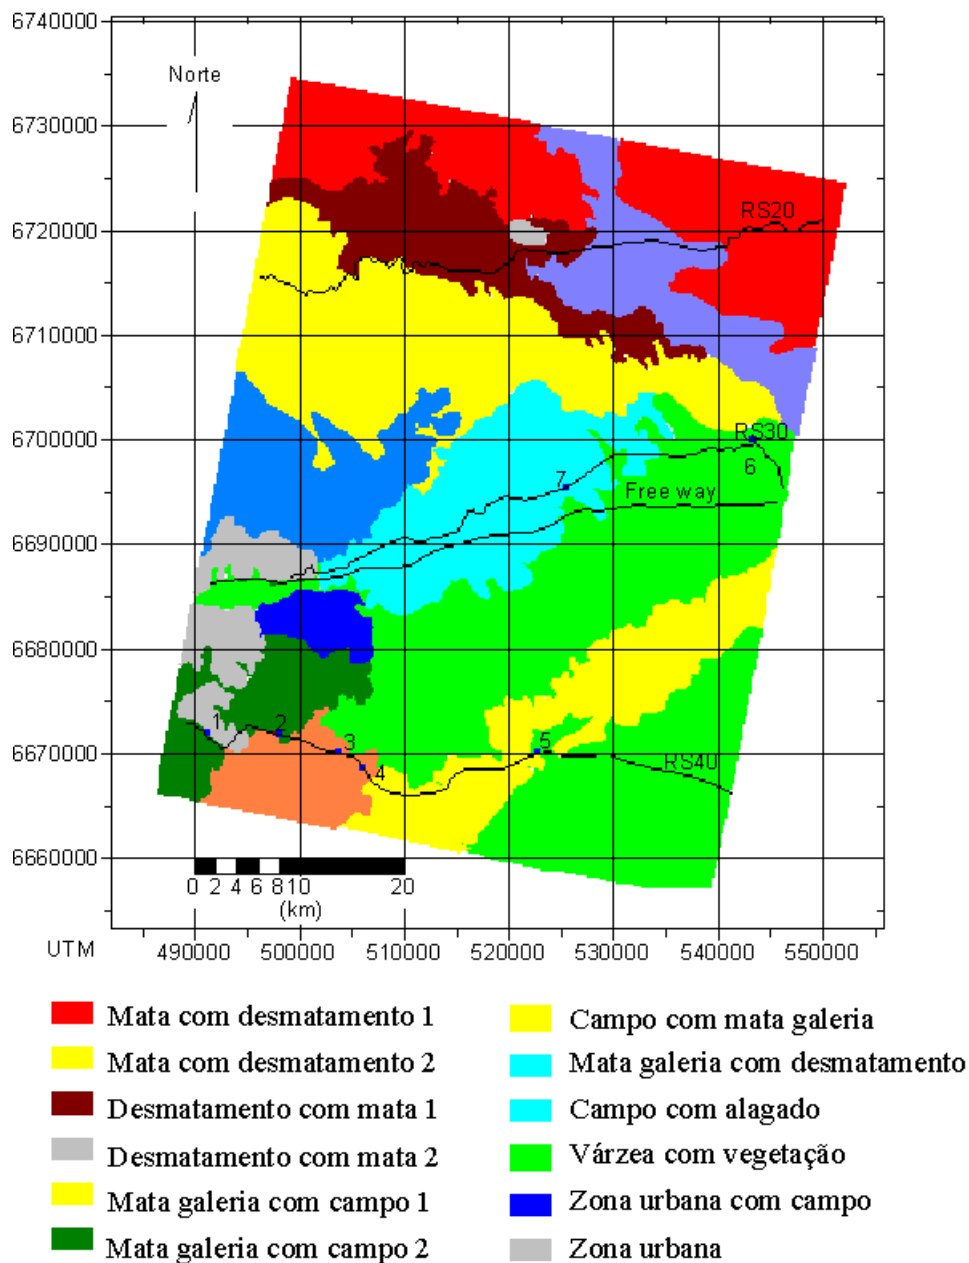 6740000
Norte
6730000
RS20
6720000
6710000
6700000
RS30
6
7
Free way
6690000
6680000
1
2
3
5
6670000
4
RS40
6660000
0 2 4 6 8 10 20
(km)
UTM
490000 500000 510000 520000 530000 540000 550000
Mata com desmatamento 1
Mata com desmatamento 2
Desmatamento com mata 1
Desmatamento com mata 2
Mata galeria com campo 1
Mata galeria com campo 2
Campo com mata galeria
Mata galeria com desmatamento
Campo com alagado
Várzea com vegetação
Zona urbana com campo
Zona urbana